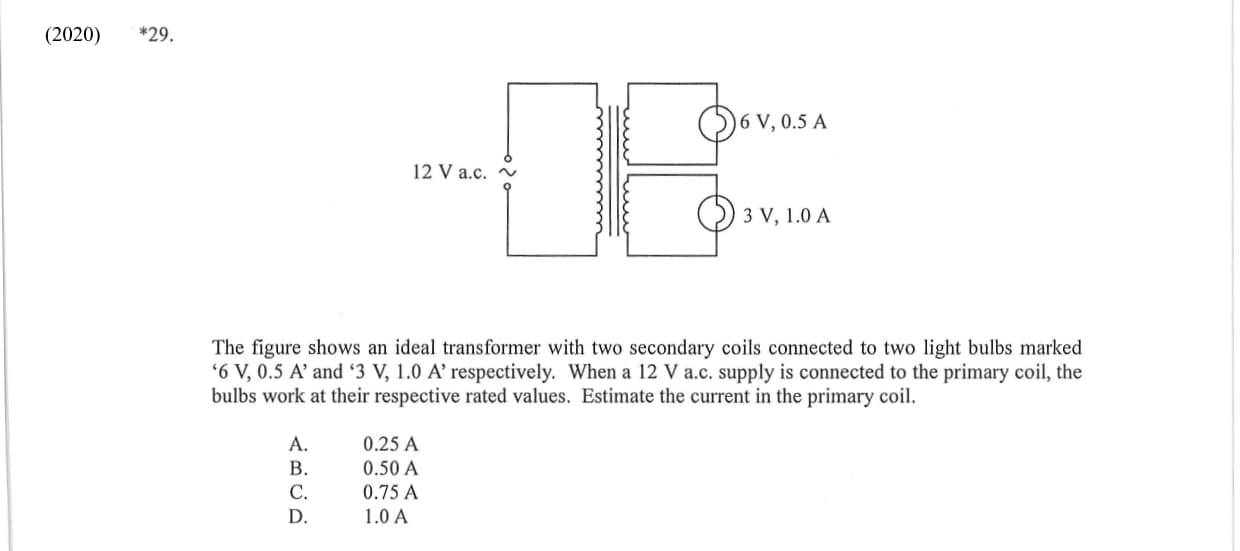 (2020) *29.
6 V, 0.5 A
12 V a.c. ~
3 V, 1.0 A
The figure shows an ideal transformer with two secondary coils connected to two light bulbs marked
‘6 V, 0.5 A’ and ‘3 V, 1.0 A’ respectively. When a 12 V a.c. supply is connected to the primary coil, the
bulbs work at their respective rated values. Estimate the current in the primary coil.
A. 0.25 A
B. 0.50 A
C. 0.75 A
D. 1.0 A